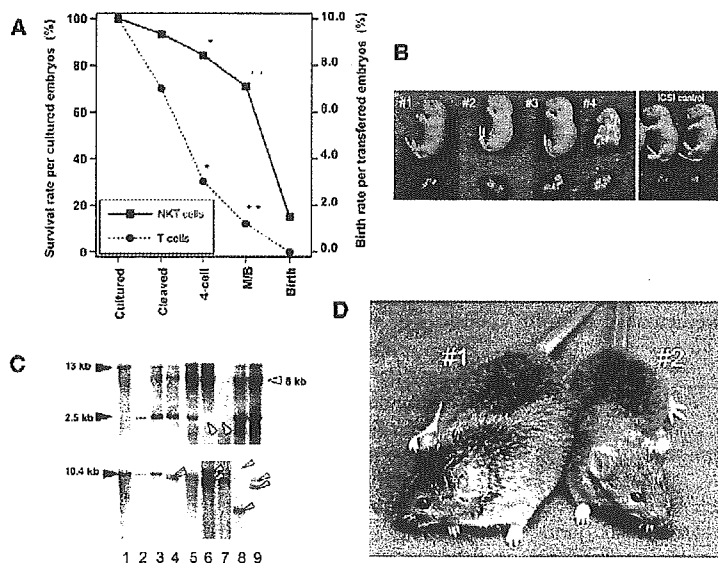 A
Survival rate per cultured embryos (%)
100
80
60
40
20
0
10.0
8.0
6.0
4.0
2.0
0.0
Birth rate per transferred embryos (%)
NKT cells
T cells
Cultured
Cleaved
4-cell
M/B
Birth
B
#1
#2
#3
#4
ICSI control
C
13 kb
8 kb
2.5 kb
10.4 kb
1 2 3 4 5 6 7 8 9
D
#1
#2